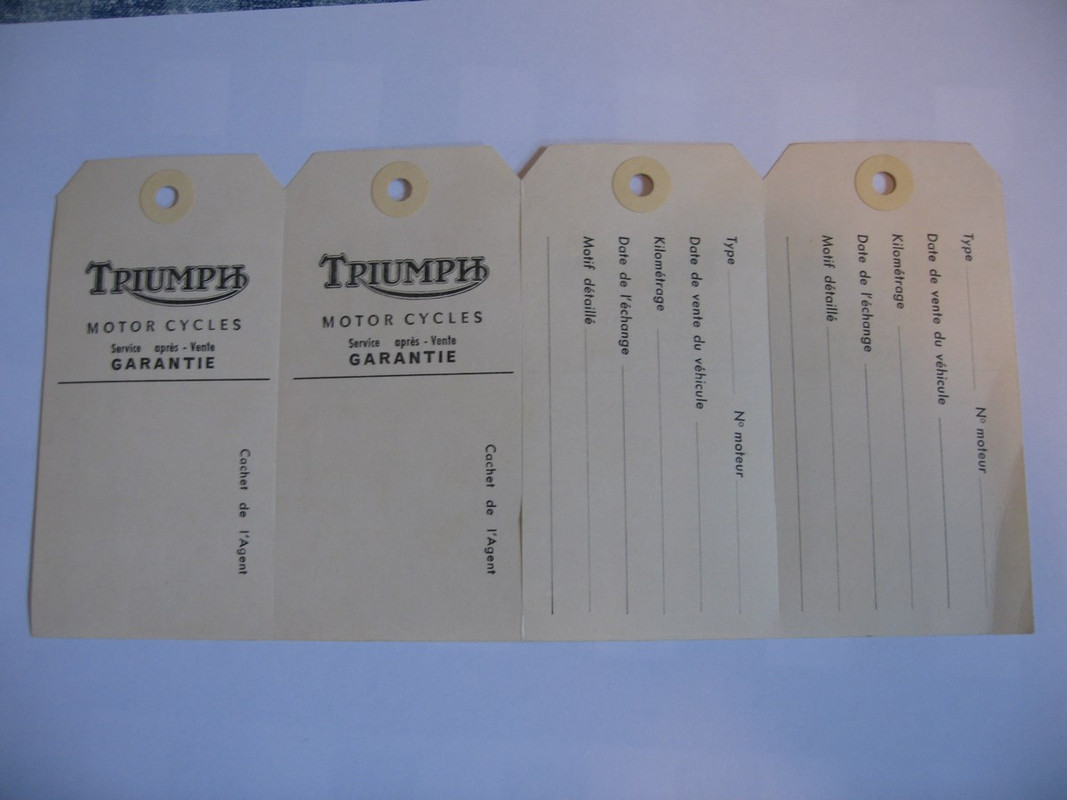 TRIUMPH
MOTOR CYCLES
Service après - Vente
GARANTIE
Cachet de l'Agent
TRIUMPH
MOTOR CYCLES
Service après - Vente
GARANTIE
Cachet de l'Agent
Type N° moteur
Date de vente du véhicule
Kilométrage
Date de l'échange
Motif détaillé
Type N° moteur
Date de vente du véhicule
Kilométrage
Date de l'échange
Motif détaillé